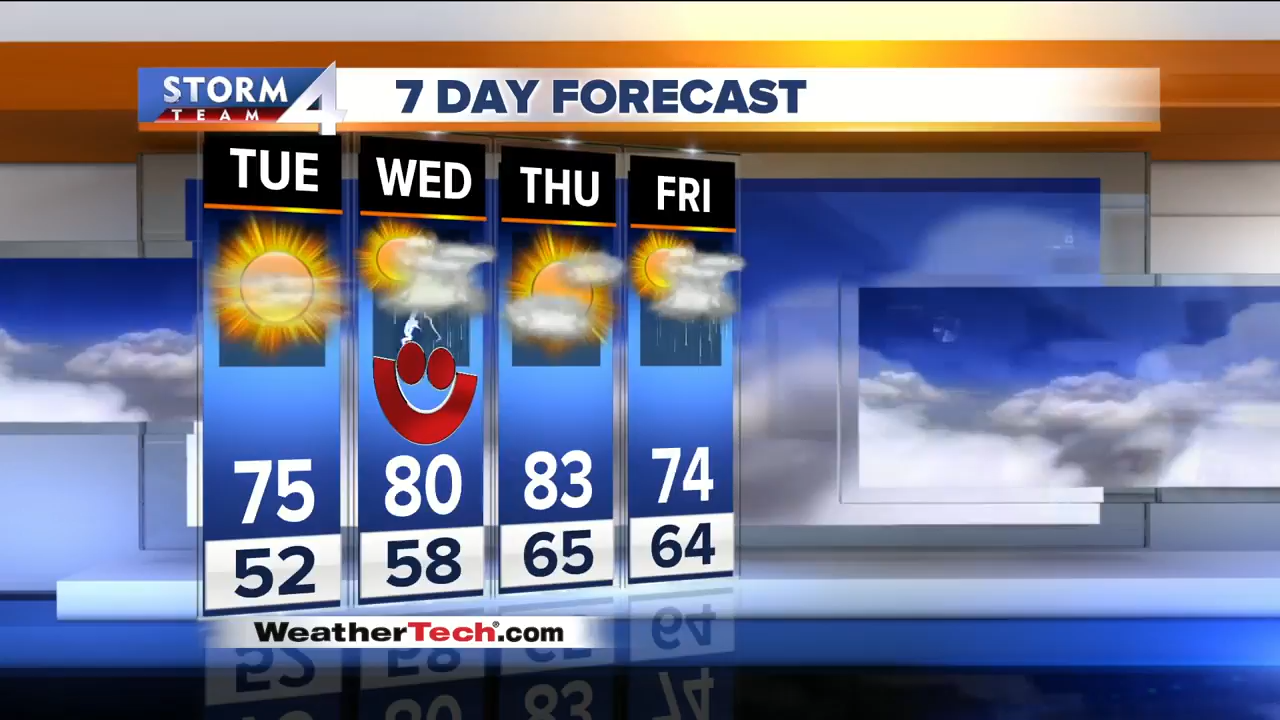 STORM
TEAM 4
7 DAY FORECAST
TUE WED THU FRI
75 80 83 74
52 58 65 64
WeatherTech®.com